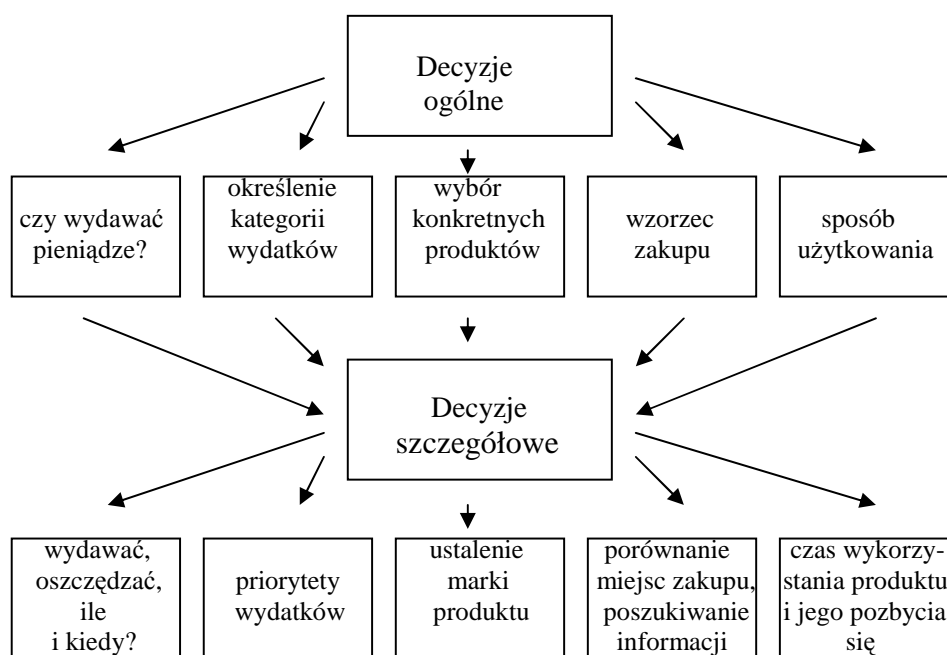 Decyzje
ogólne
czy wydawać
pieniądze?
określenie
kategorii
wydatków
wybór
konkretnych
produktów
wzorzec
zakupu
sposób
użytkowania
Decyzje
szczegółowe
wydawać,
oszczędzać,
ile
i kiedy?
priorytety
wydatków
ustalenie
marki
produktu
porównanie
miejsc zakupu,
poszukiwanie
informacji
czas wykorzy-
stania produktu
i jego pozbycia
się